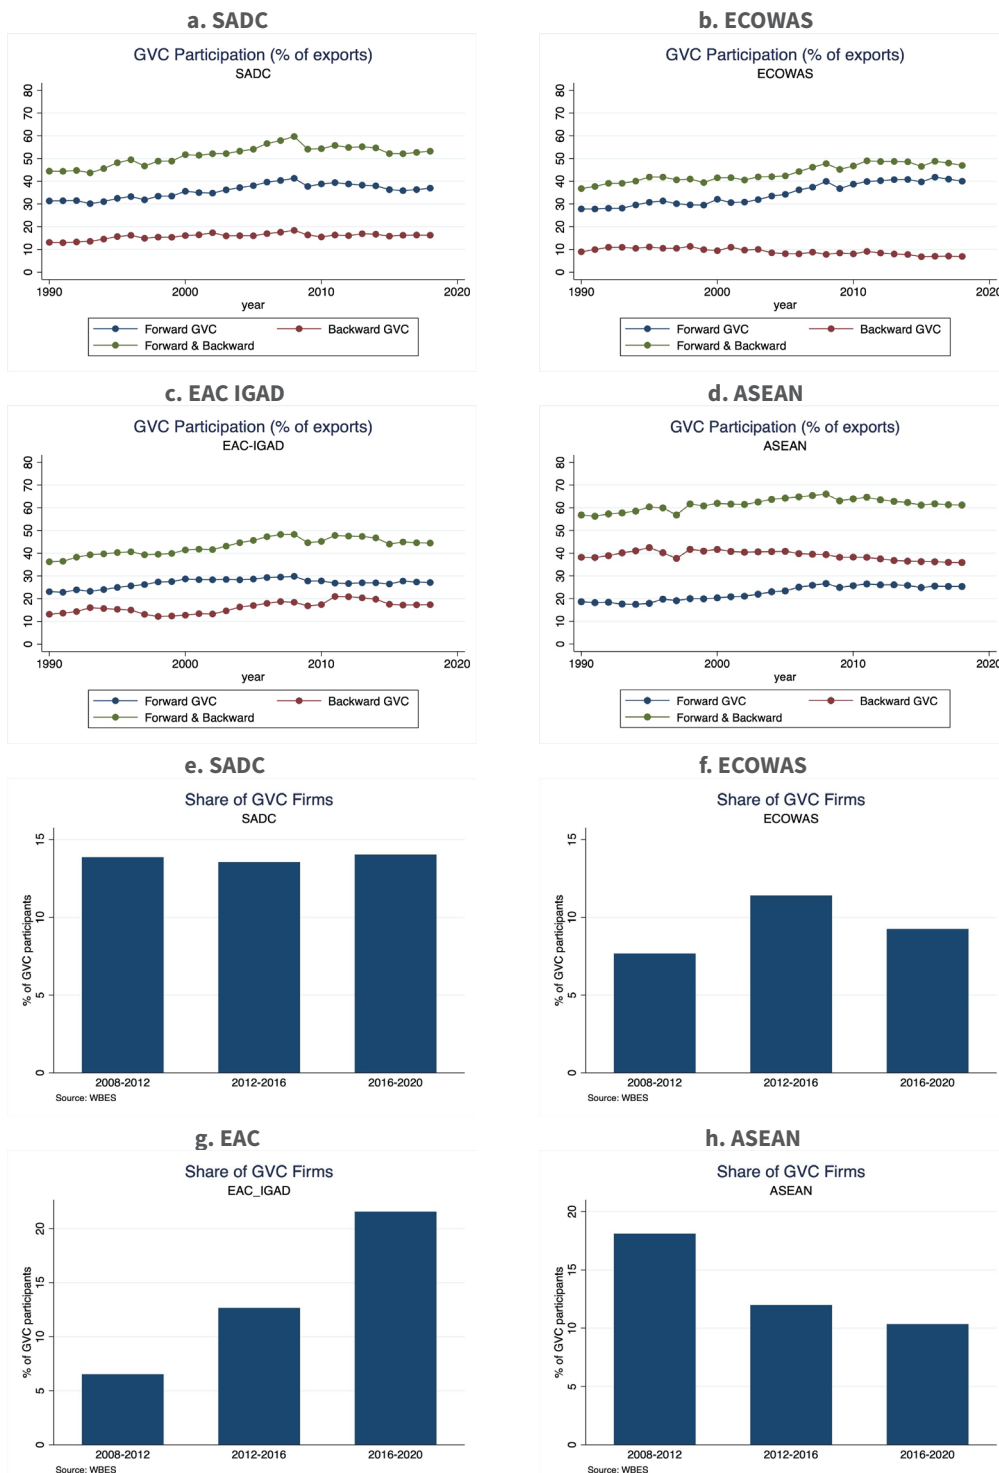 a. SADC
GVC Participation (% of exports)
SADC
80
70
60
50
40
30
20
10
0
1990
2000
2010
2020
year
Forward GVC
Backward GVC
Forward & Backward
b. ECOWAS
GVC Participation (% of exports)
ECOWAS
80
70
60
50
40
30
20
10
0
1990
2000
2010
2020
year
Forward GVC
Backward GVC
Forward & Backward
c. EAC IGAD
GVC Participation (% of exports)
EAC-IGAD
80
70
60
50
40
30
20
10
0
1990
2000
2010
2020
year
Forward GVC
Backward GVC
Forward & Backward
d. ASEAN
GVC Participation (% of exports)
ASEAN
80
70
60
50
40
30
20
10
0
1990
2000
2010
2020
year
Forward GVC
Backward GVC
Forward & Backward
e. SADC
Share of GVC Firms
SADC
% of GVC participants
15
10
5
0
2008-2012
2012-2016
2016-2020
Source: WBES
f. ECOWAS
Share of GVC Firms
ECOWAS
% of GVC participants
15
10
5
0
2008-2012
2012-2016
2016-2020
Source: WBES
g. EAC
Share of GVC Firms
EAC_IGAD
% of GVC participants
20
15
10
5
0
2008-2012
2012-2016
2016-2020
Source: WBES
h. ASEAN
Share of GVC Firms
ASEAN
% of GVC participants
20
15
10
5
0
2008-2012
2012-2016
2016-2020
Source: WBES